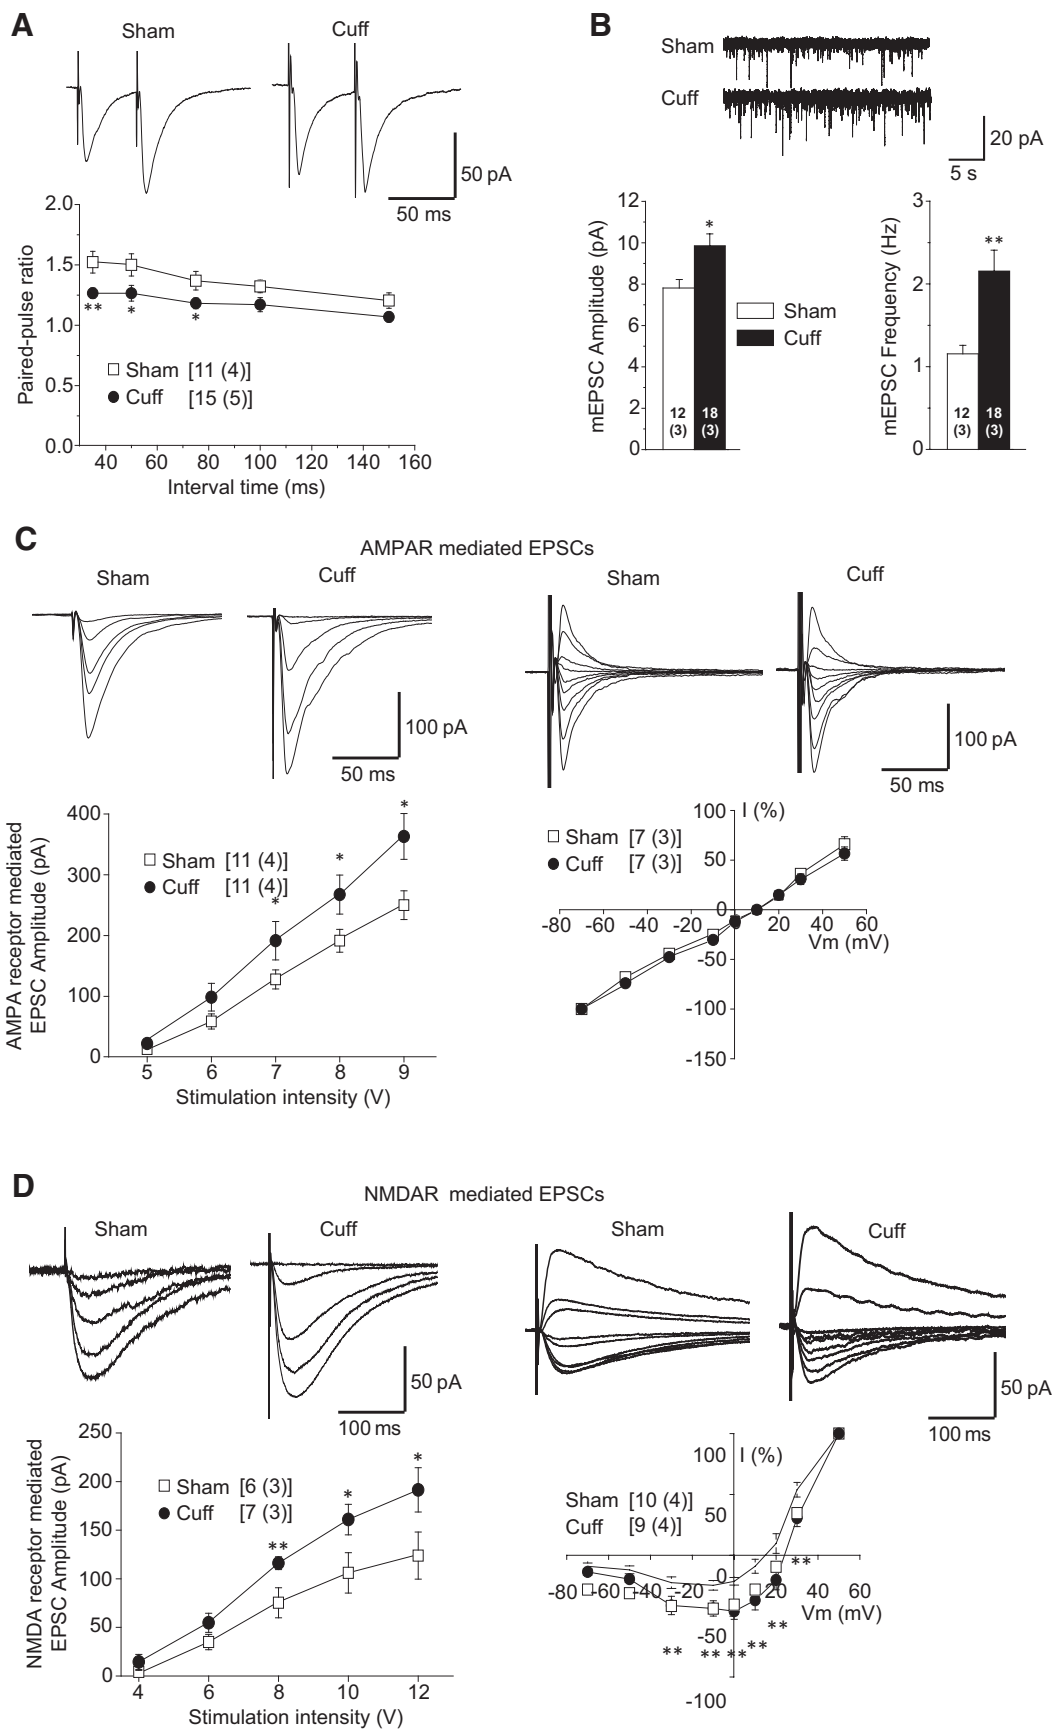 A
Sham
Cuff
50 pA
50 ms
2.0
1.5
1.0
0.5
0.0
Paired-pulse ratio
** * *
Sham [11 (4)]
Cuff [15 (5)]
40 60 80 100 120 140 160
Interval time (ms)
B
Sham
Cuff
20 pA
5 s
12
10
8
6
4
2
0
mEPSC Amplitude (pA)
*
12 (3)
18 (3)
Sham
Cuff
3
2
1
0
mEPSC Frequency (Hz)
**
12 (3)
18 (3)
C
AMPAR mediated EPSCs
Sham
Cuff
100 pA
50 ms
Sham
Cuff
100 pA
50 ms
400
300
200
100
0
AMPA receptor mediated
EPSC Amplitude (pA)
Sham [11 (4)]
Cuff [11 (4)]
* * *
5 6 7 8 9
Stimulation intensity (V)
100
50
0
-50
-100
-150
I (%)
Sham [7 (3)]
Cuff [7 (3)]
-80 -60 -40 -20 20 40 60
Vm (mV)
D
NMDAR mediated EPSCs
Sham
Cuff
50 pA
100 ms
Sham
Cuff
50 pA
100 ms
250
200
150
100
50
0
NMDA receptor mediated
EPSC Amplitude (pA)
Sham [6 (3)]
Cuff [7 (3)]
** * *
4 6 8 10 12
Stimulation intensity (V)
100
50
0
-50
-100
I (%)
Sham [10 (4)]
Cuff [9 (4)]
-80 -60 -40 -20 20 40 60
Vm (mV)
** ** ** ** ** **